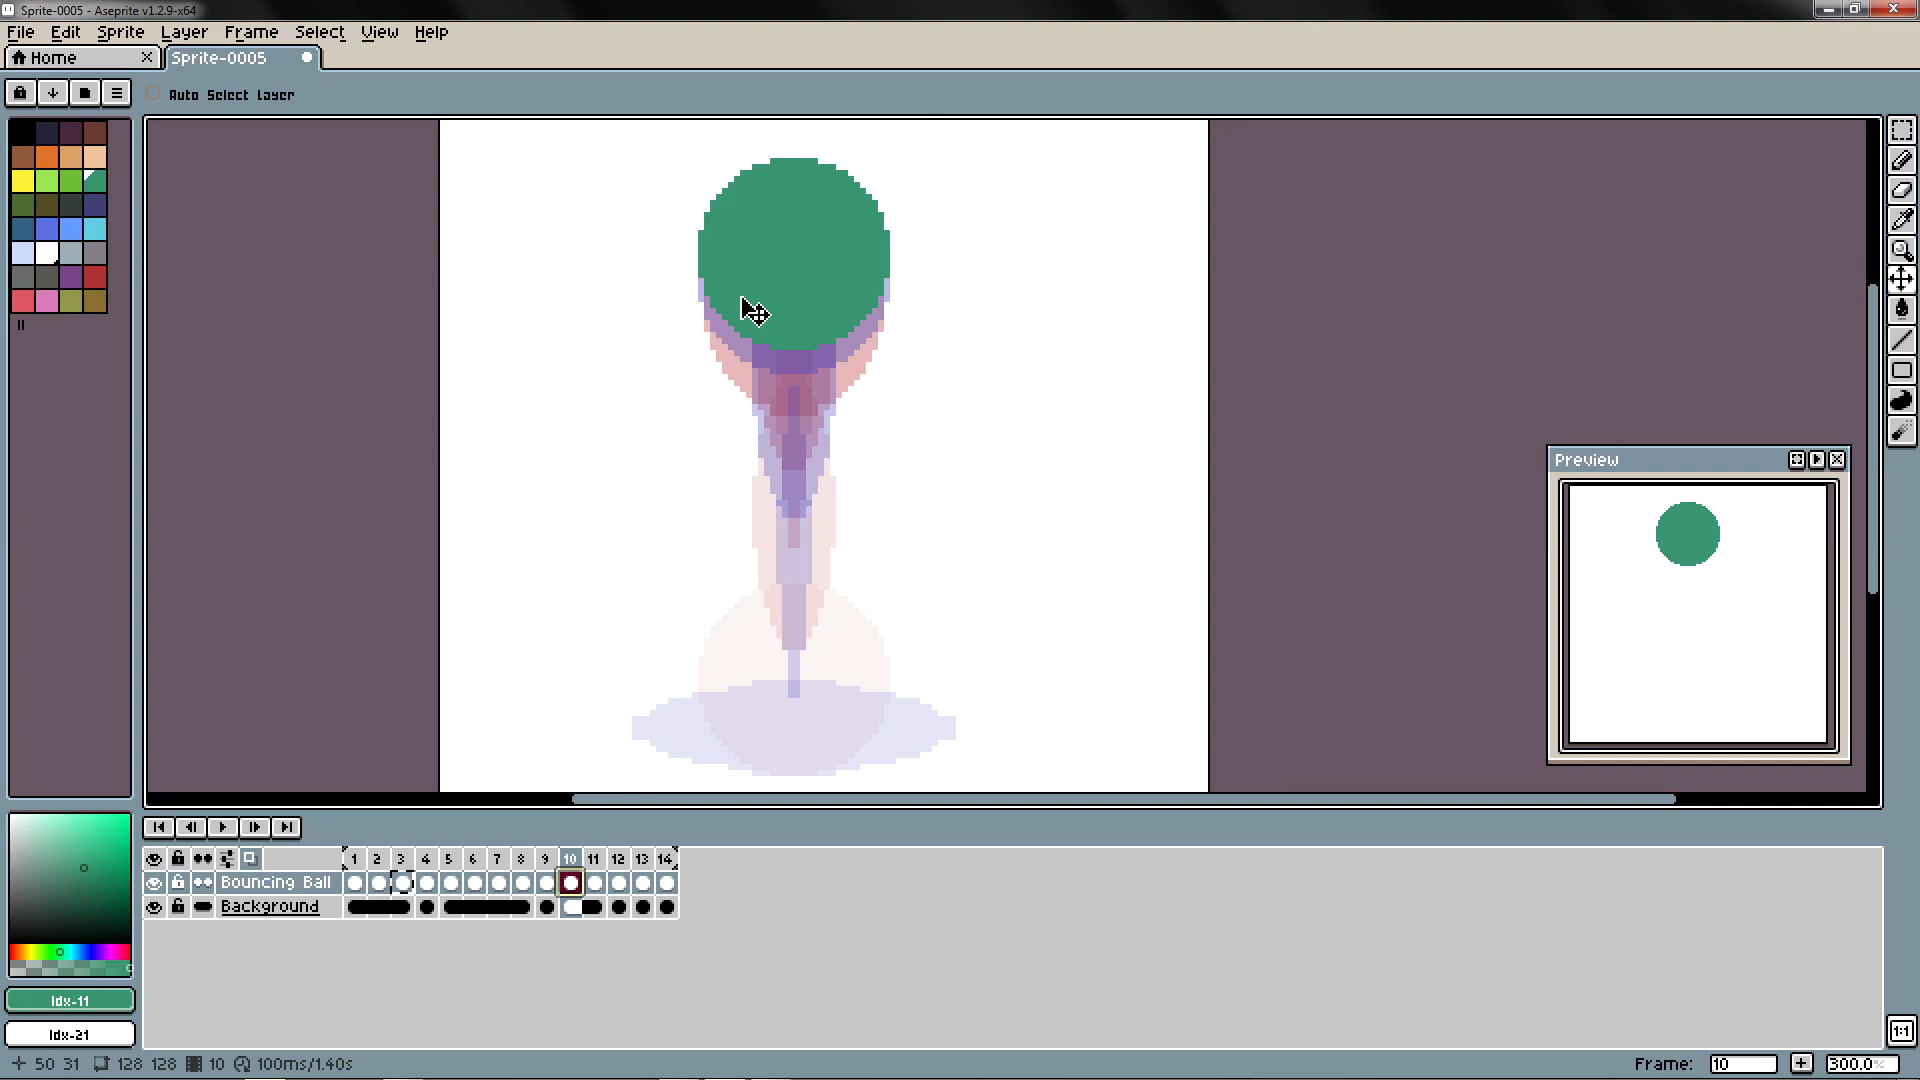 Sprite-0005 - Aseprite v1.2.9-x64
File Edit Sprite Layer Frame Select View Help
Home Sprite-0005
Auto Select Layer
Preview
1 2 3 4 5 6 7 8 9 10 11 12 13 14
Bouncing Ball
Background
Idx-11
Idx-21
1:1
50 31 128 128 10 100ms/1.40s Frame: 10 + 300.0%